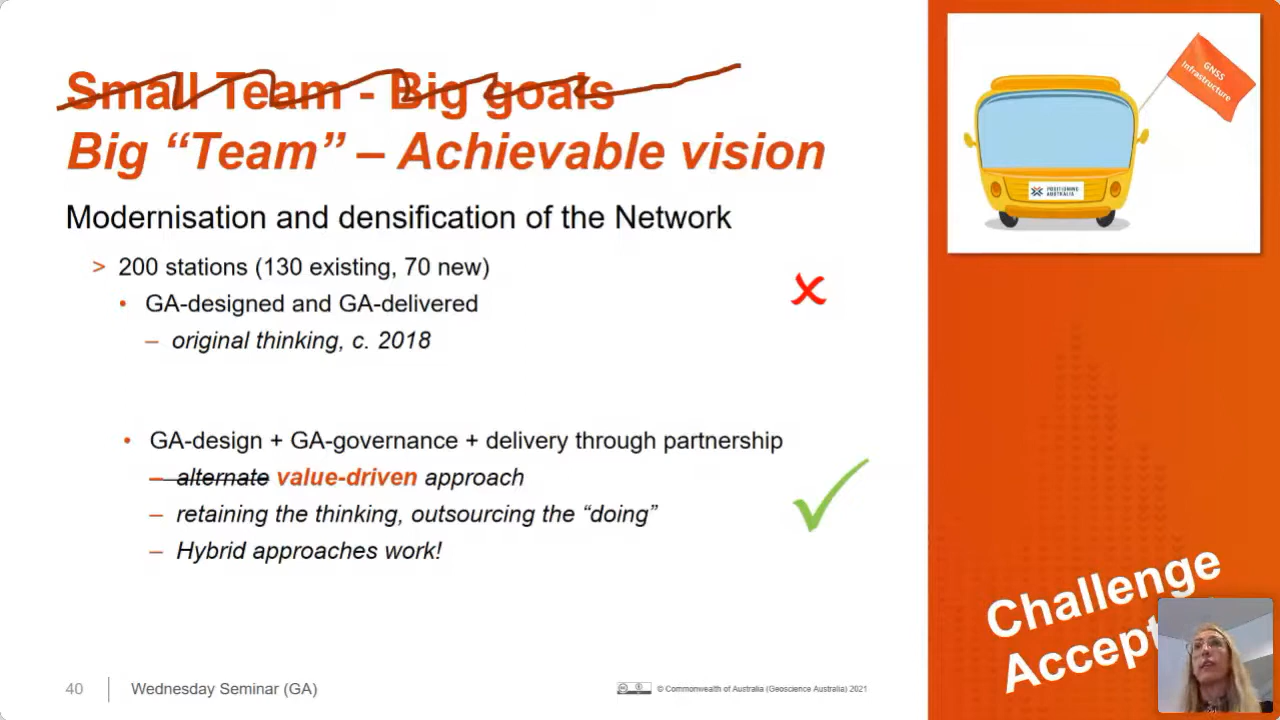 Small Team - Big goals
Big “Team” – Achievable vision
Modernisation and densification of the Network
> 200 stations (130 existing, 70 new)
• GA-designed and GA-delivered
– original thinking, c. 2018
• GA-design + GA-governance + delivery through partnership
– alternate value-driven approach
– retaining the thinking, outsourcing the “doing”
– Hybrid approaches work!
GNSS
Infrastructure
POSITIONING
AUSTRALIA
Challenge
Accept
40
Wednesday Seminar (GA)
© Commonwealth of Australia (Geoscience Australia) 2021